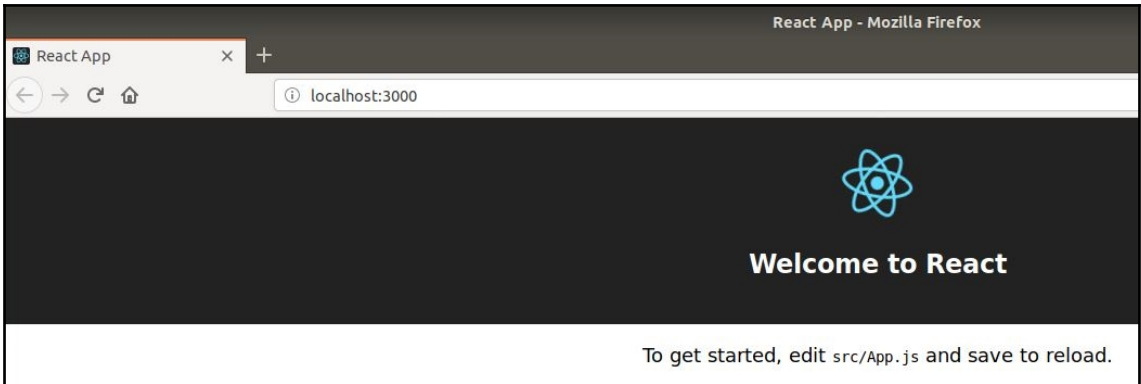 React App - Mozilla Firefox
React App
localhost:3000
Welcome to React
To get started, edit src/App.js and save to reload.